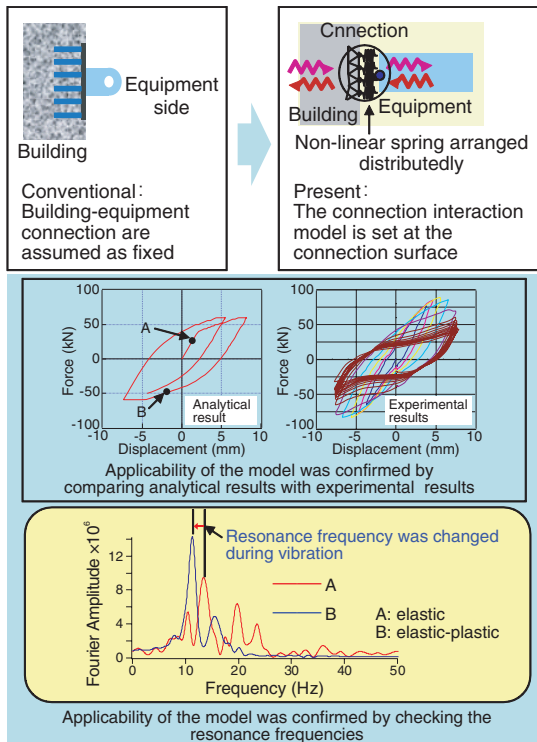 Equipment
side
Building
Conventional:
Building-equipment
connection are
assumed as fixed
Cnnection
Building
Equipment
Non-linear spring arranged
distributedly
Present:
The connection interaction
model is set at the
connection surface
Force (kN)
100
50
0
-50
-100
A
B
Analytical
result
-10 -5 0 5 10
Displacement (mm)
Force (kN)
100
50
0
-50
-100
Experimental
results
-10 -5 0 5 10
Displacement (mm)
Applicability of the model was confirmed by
comparing analytical results with experimental results
Fourier Amplitude ×10⁶
12
8
4
0
Resonance frequency was changed
during vibration
A
B
A: elastic
B: elastic-plastic
0 10 20 30 40 50
Frequency (Hz)
Applicability of the model was confirmed by checking the
resonance frequencies